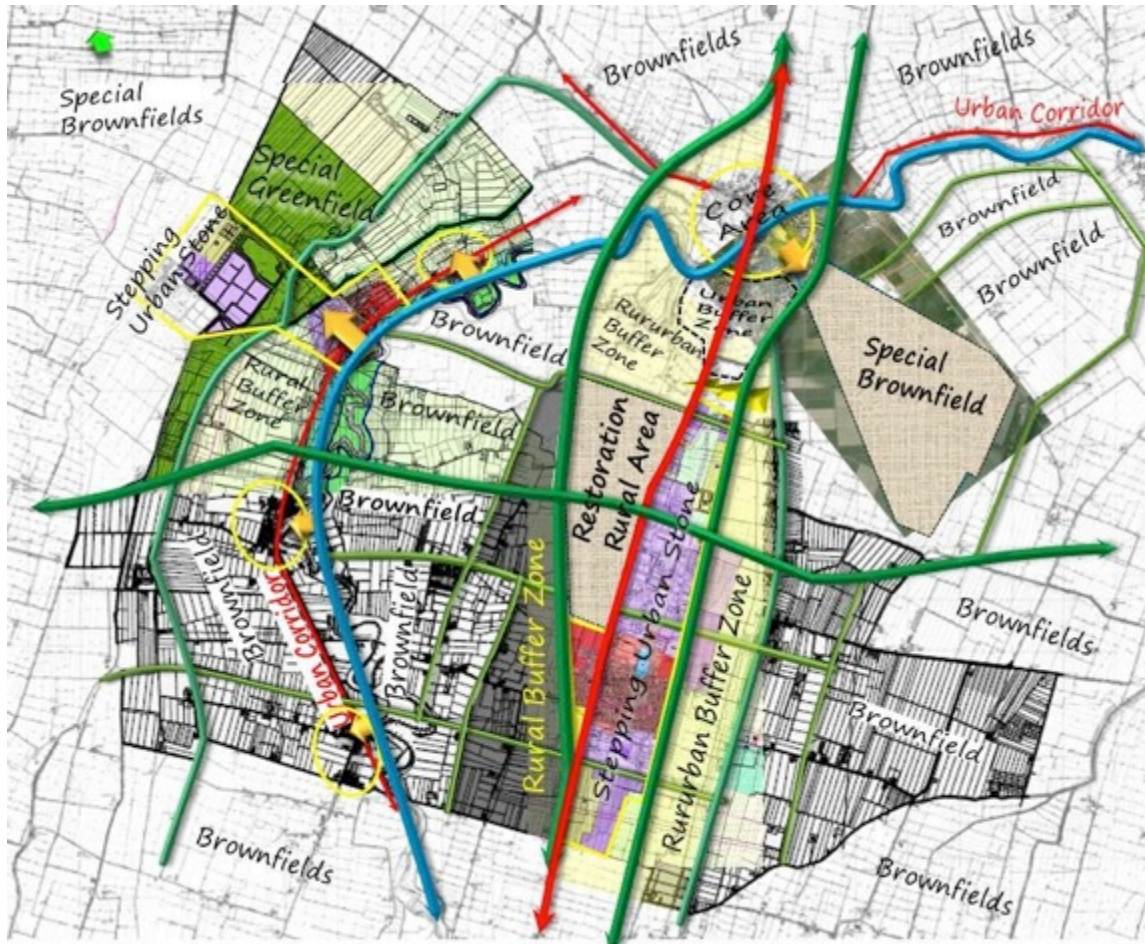 Brownfields
Brownfields
Special
Brownfields
Urban Corridor
Special
Greenfield
Core
Area
Brownfield
Stepping
Urban Stone
Brownfield
Urban
Buffer
Zone
Rururban
Buffer
Zone
Brownfield
Special
Brownfield
Rural
Buffer
Zone
Brownfield
Restoration
Rural Area
Brownfield
Brownfield
Urban Corridor
Brownfield
Rural Buffer Zone
Stepping Urban Stone
Rururban Buffer Zone
Brownfields
Brownfield
Brownfields
Brownfields